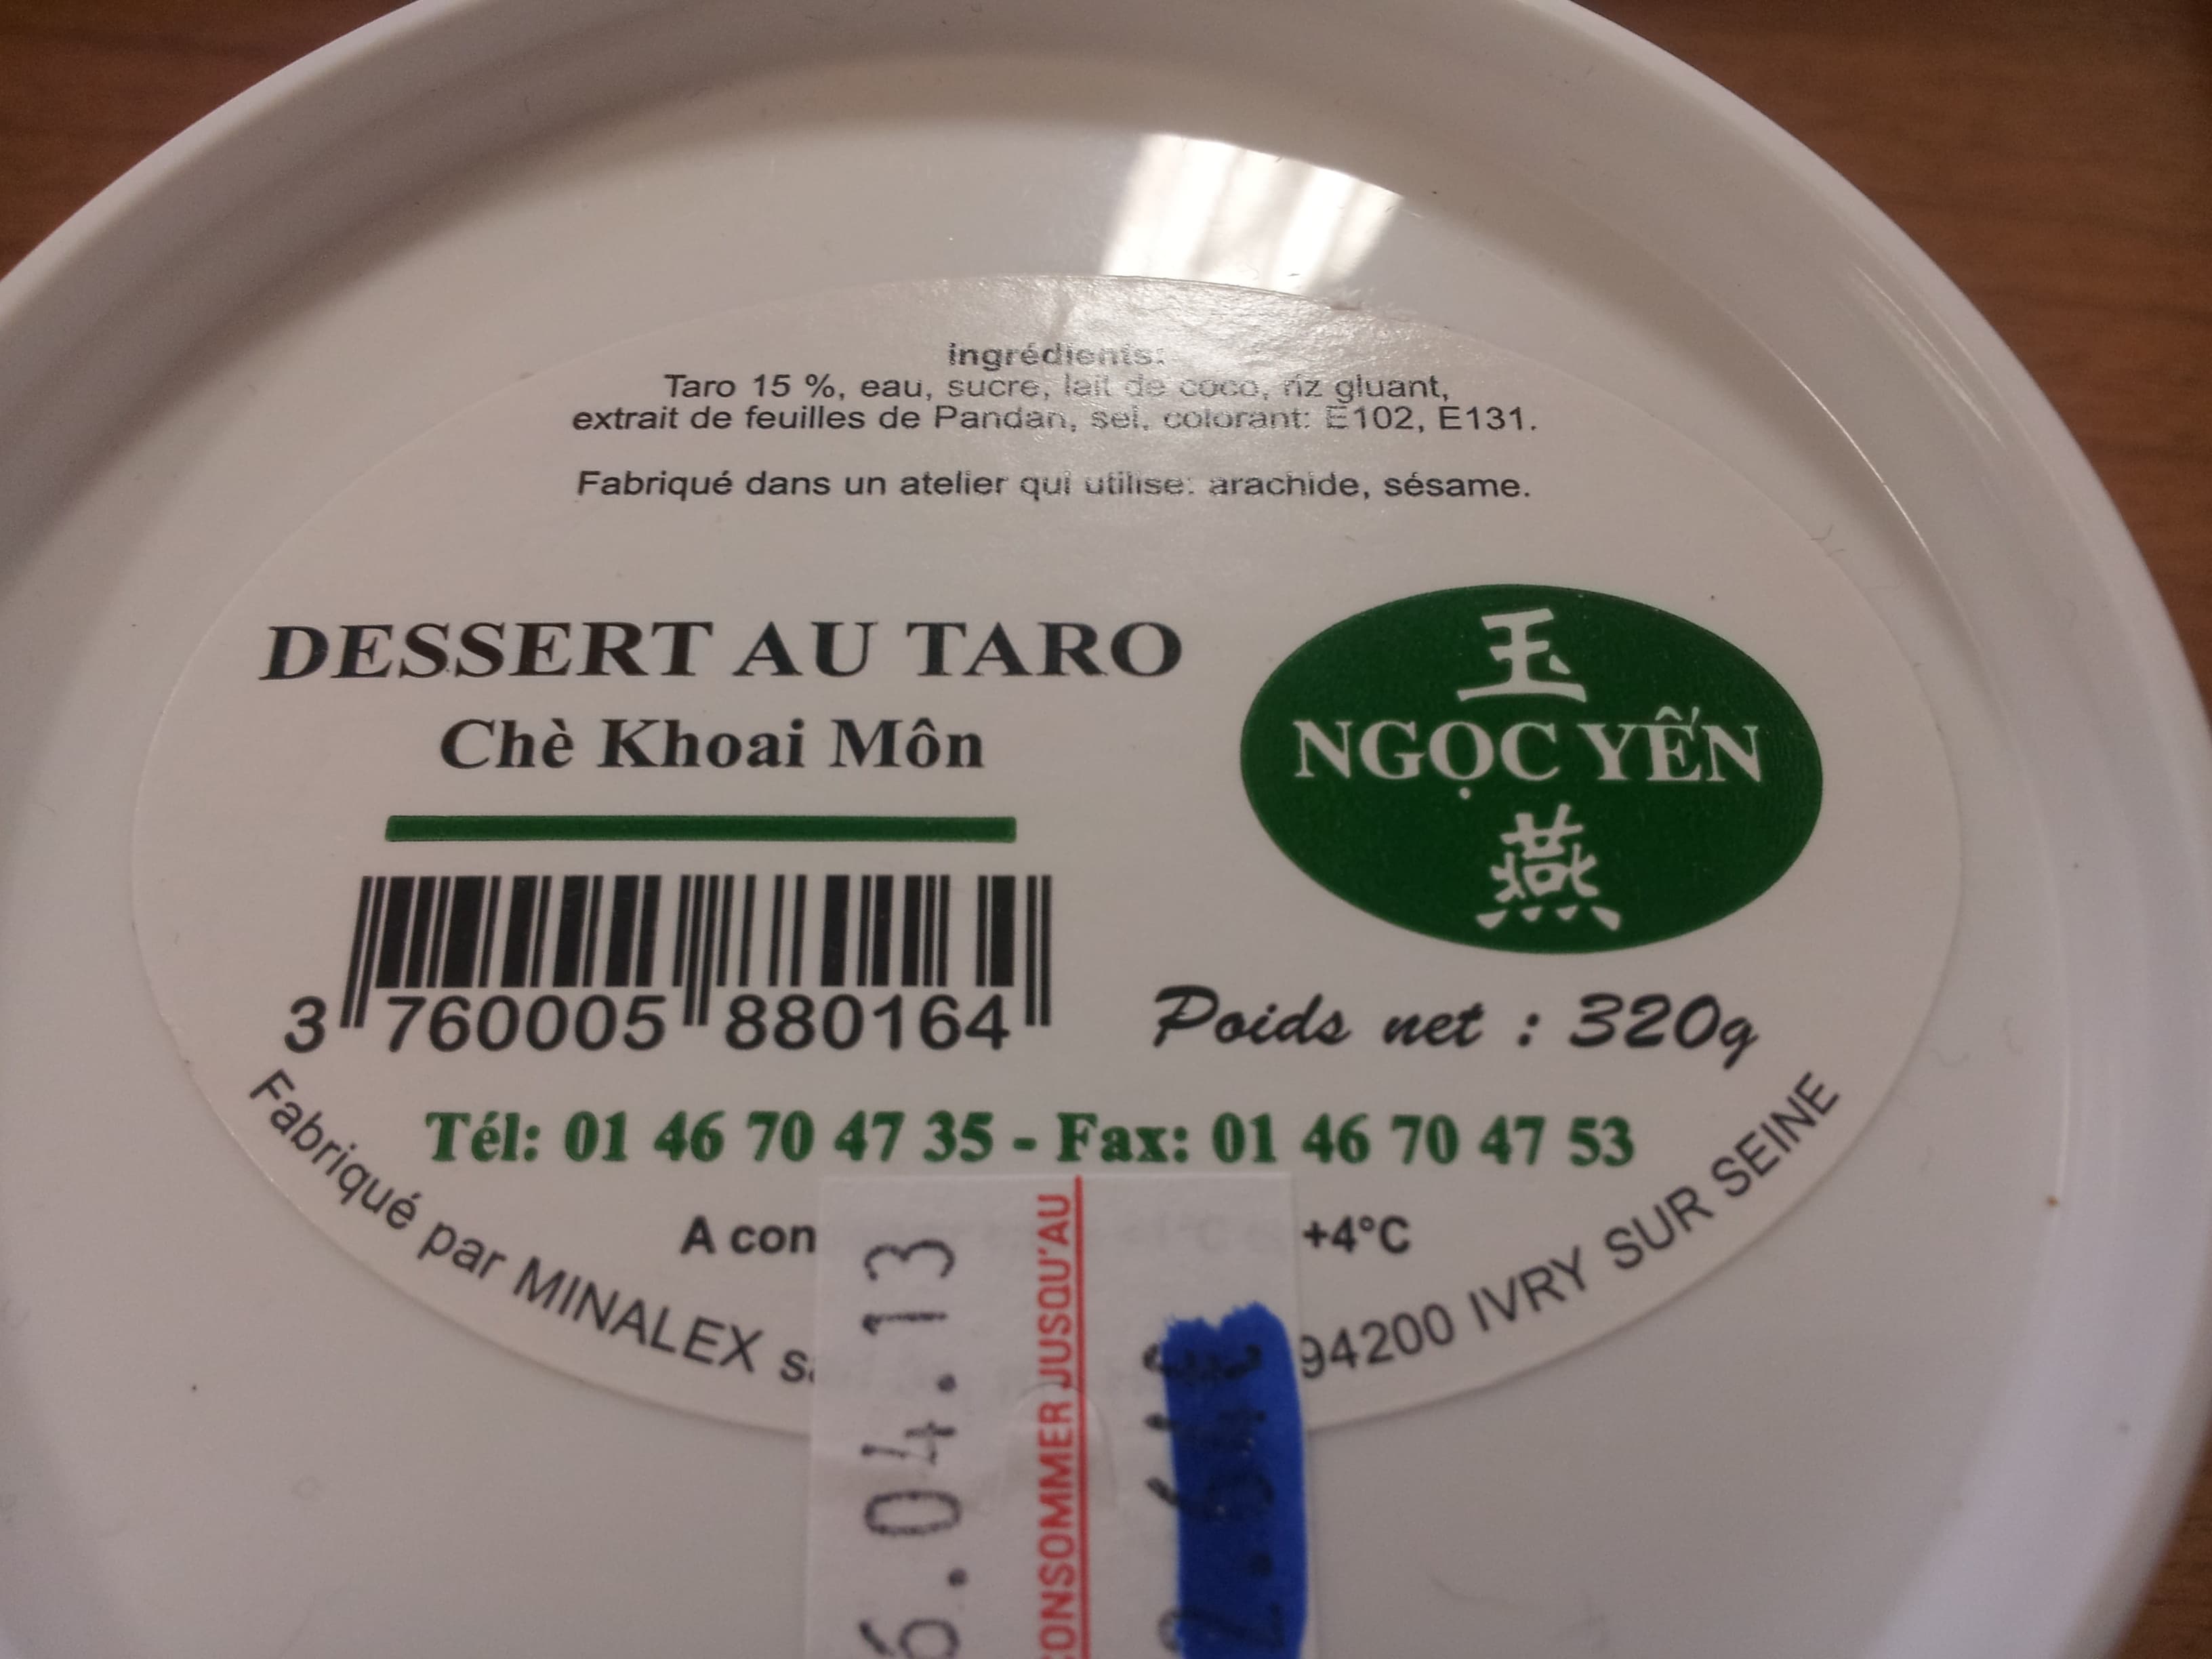 ingrédients:
Taro 15 %, eau, sucre, lait de coco, riz gluant,
extrait de feuilles de Pandan, sel, colorant: E102, E131.
Fabriqué dans un atelier qui utilise: arachide, sésame.
DESSERT AU TARO
Chè Khoai Môn
玉
NGỌC YẾN
燕
3 760005 880164
Poids net : 320g
Tél: 01 46 70 47 35 - Fax: 01 46 70 47 53
A con +4°C
Fabriqué par MINALEX 94200 IVRY SUR SEINE
6.04.13
CONSOMMER JUSQU'AU